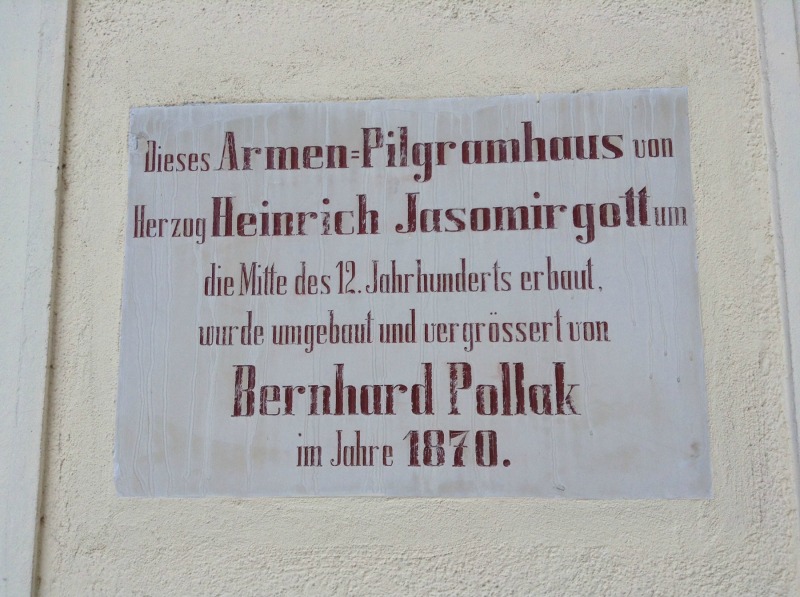 Dieses Armen=Pilgramhaus von
Herzog Heinrich Jasomirgott um
die Mitte des 12. Jahrhunderts erbaut,
wurde umgebaut und vergrössert von
Bernhard Pollak
im Jahre 1870.